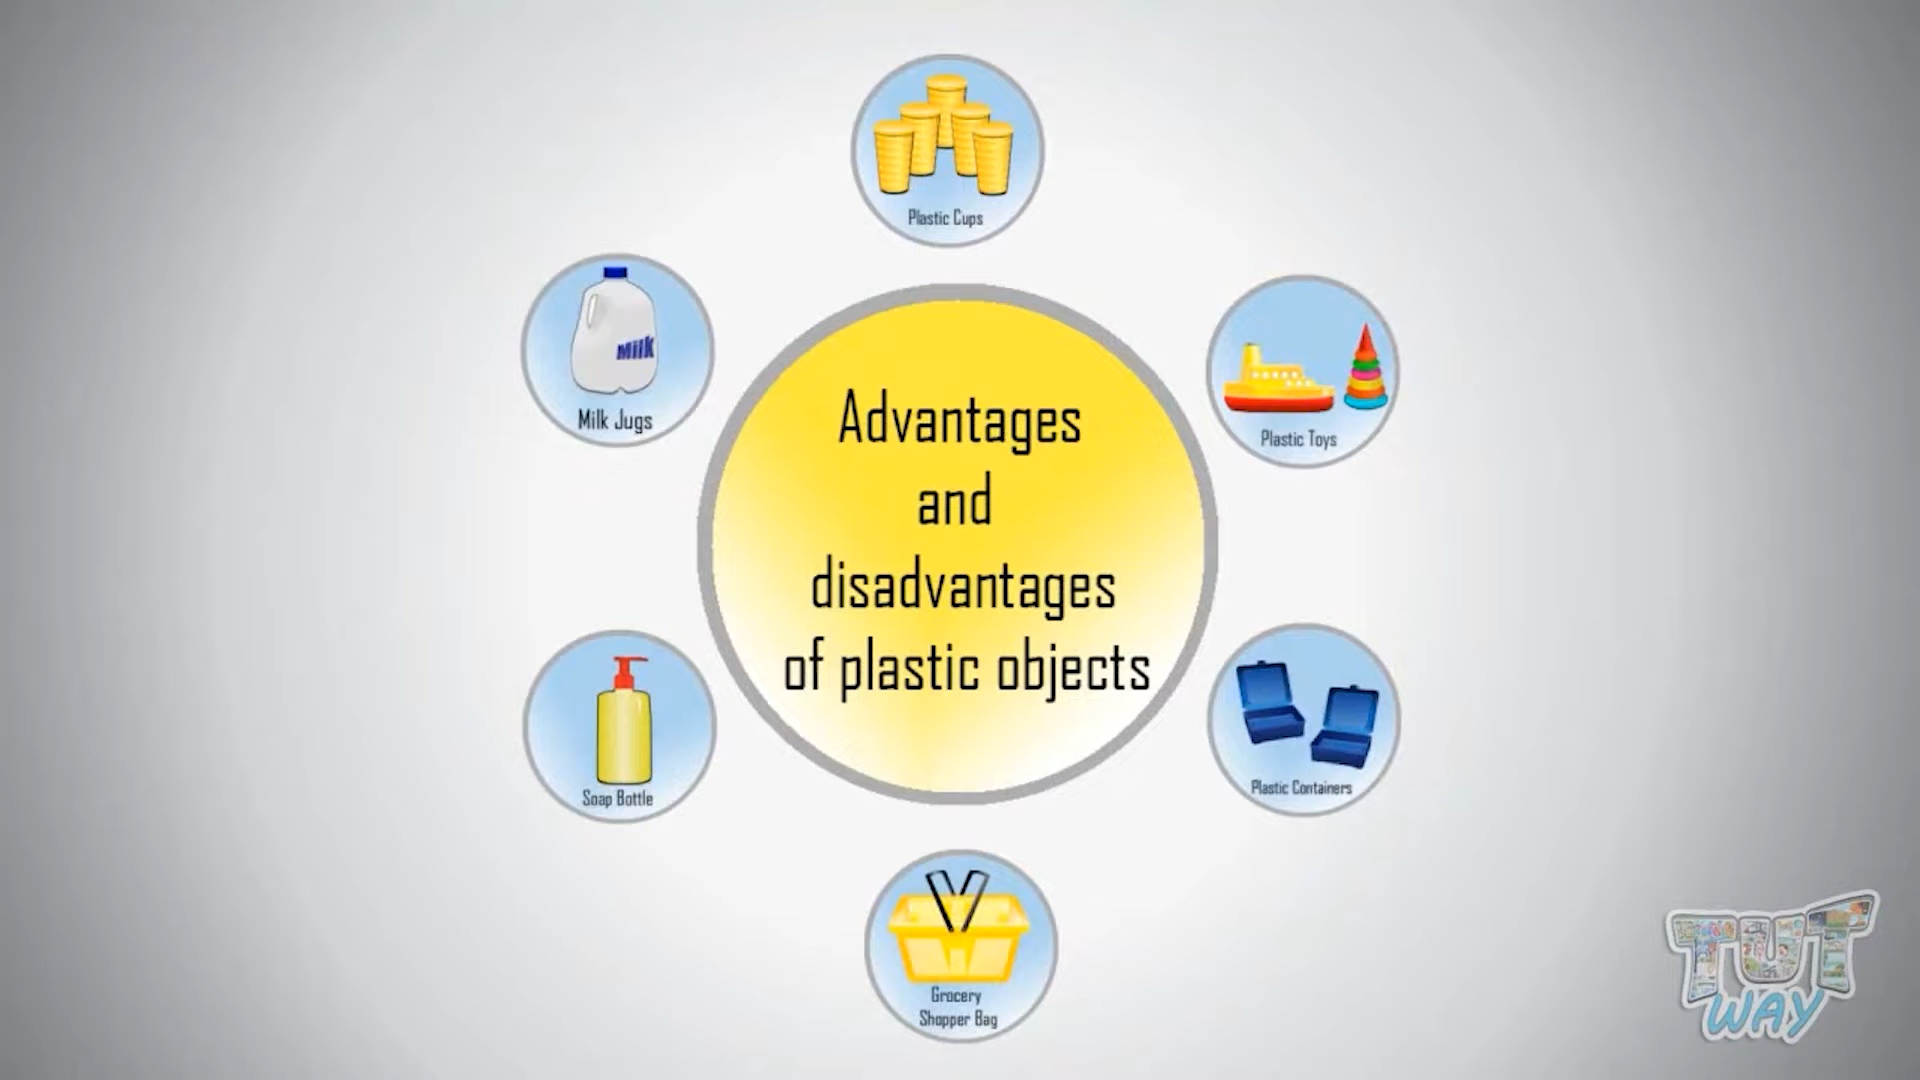 Plastic Cups
Milk
Milk Jugs
Plastic Toys
Advantages
and
disadvantages
of plastic objects
Soap Bottle
Plastic Containers
Grocery
Shopper Bag
TUT
WAY